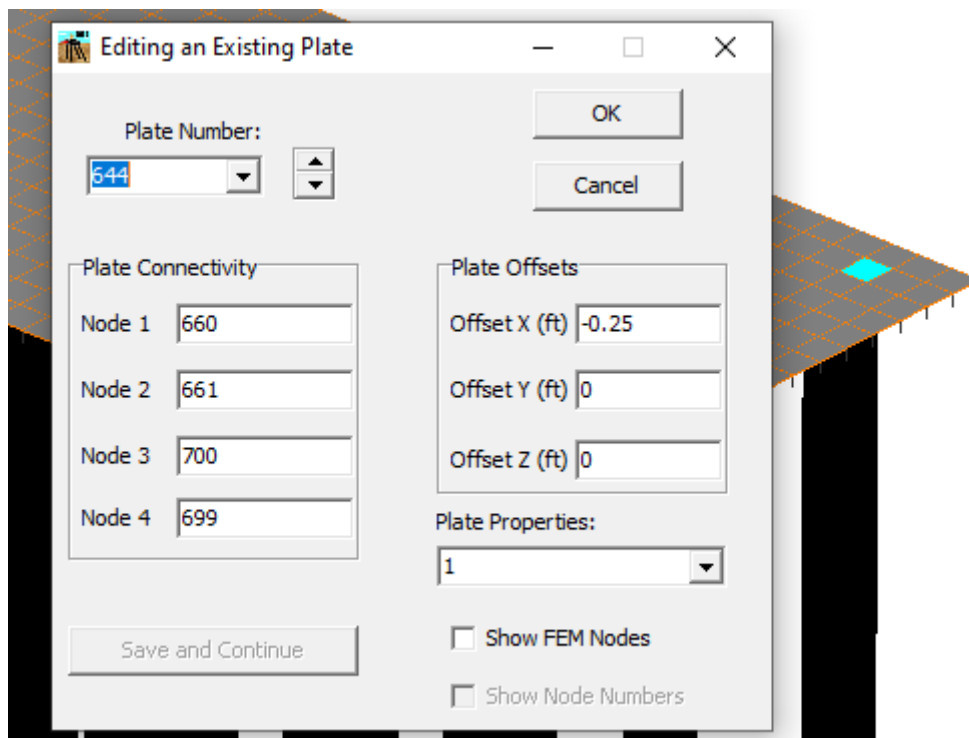 Editing an Existing Plate
Plate Number:
644
OK
Cancel
Plate Connectivity
Node 1 660
Node 2 661
Node 3 700
Node 4 699
Plate Offsets
Offset X (ft) -0.25
Offset Y (ft) 0
Offset Z (ft) 0
Plate Properties:
1
Save and Continue
Show FEM Nodes
Show Node Numbers